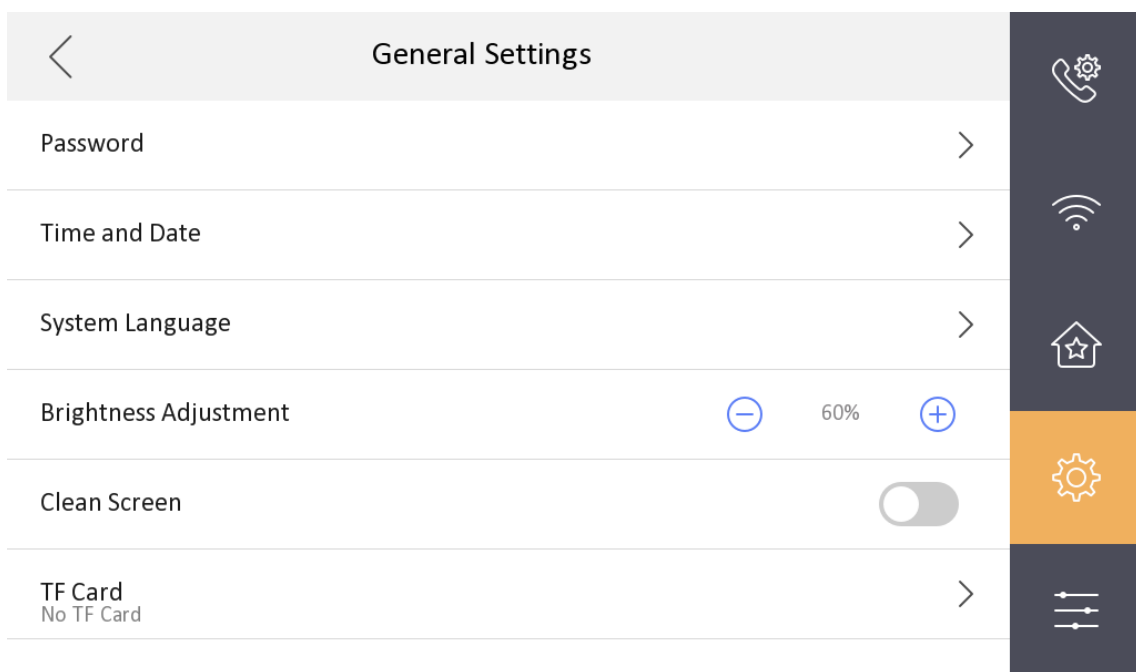 General Settings
Password
Time and Date
System Language
Brightness Adjustment 60%
Clean Screen
TF Card
No TF Card